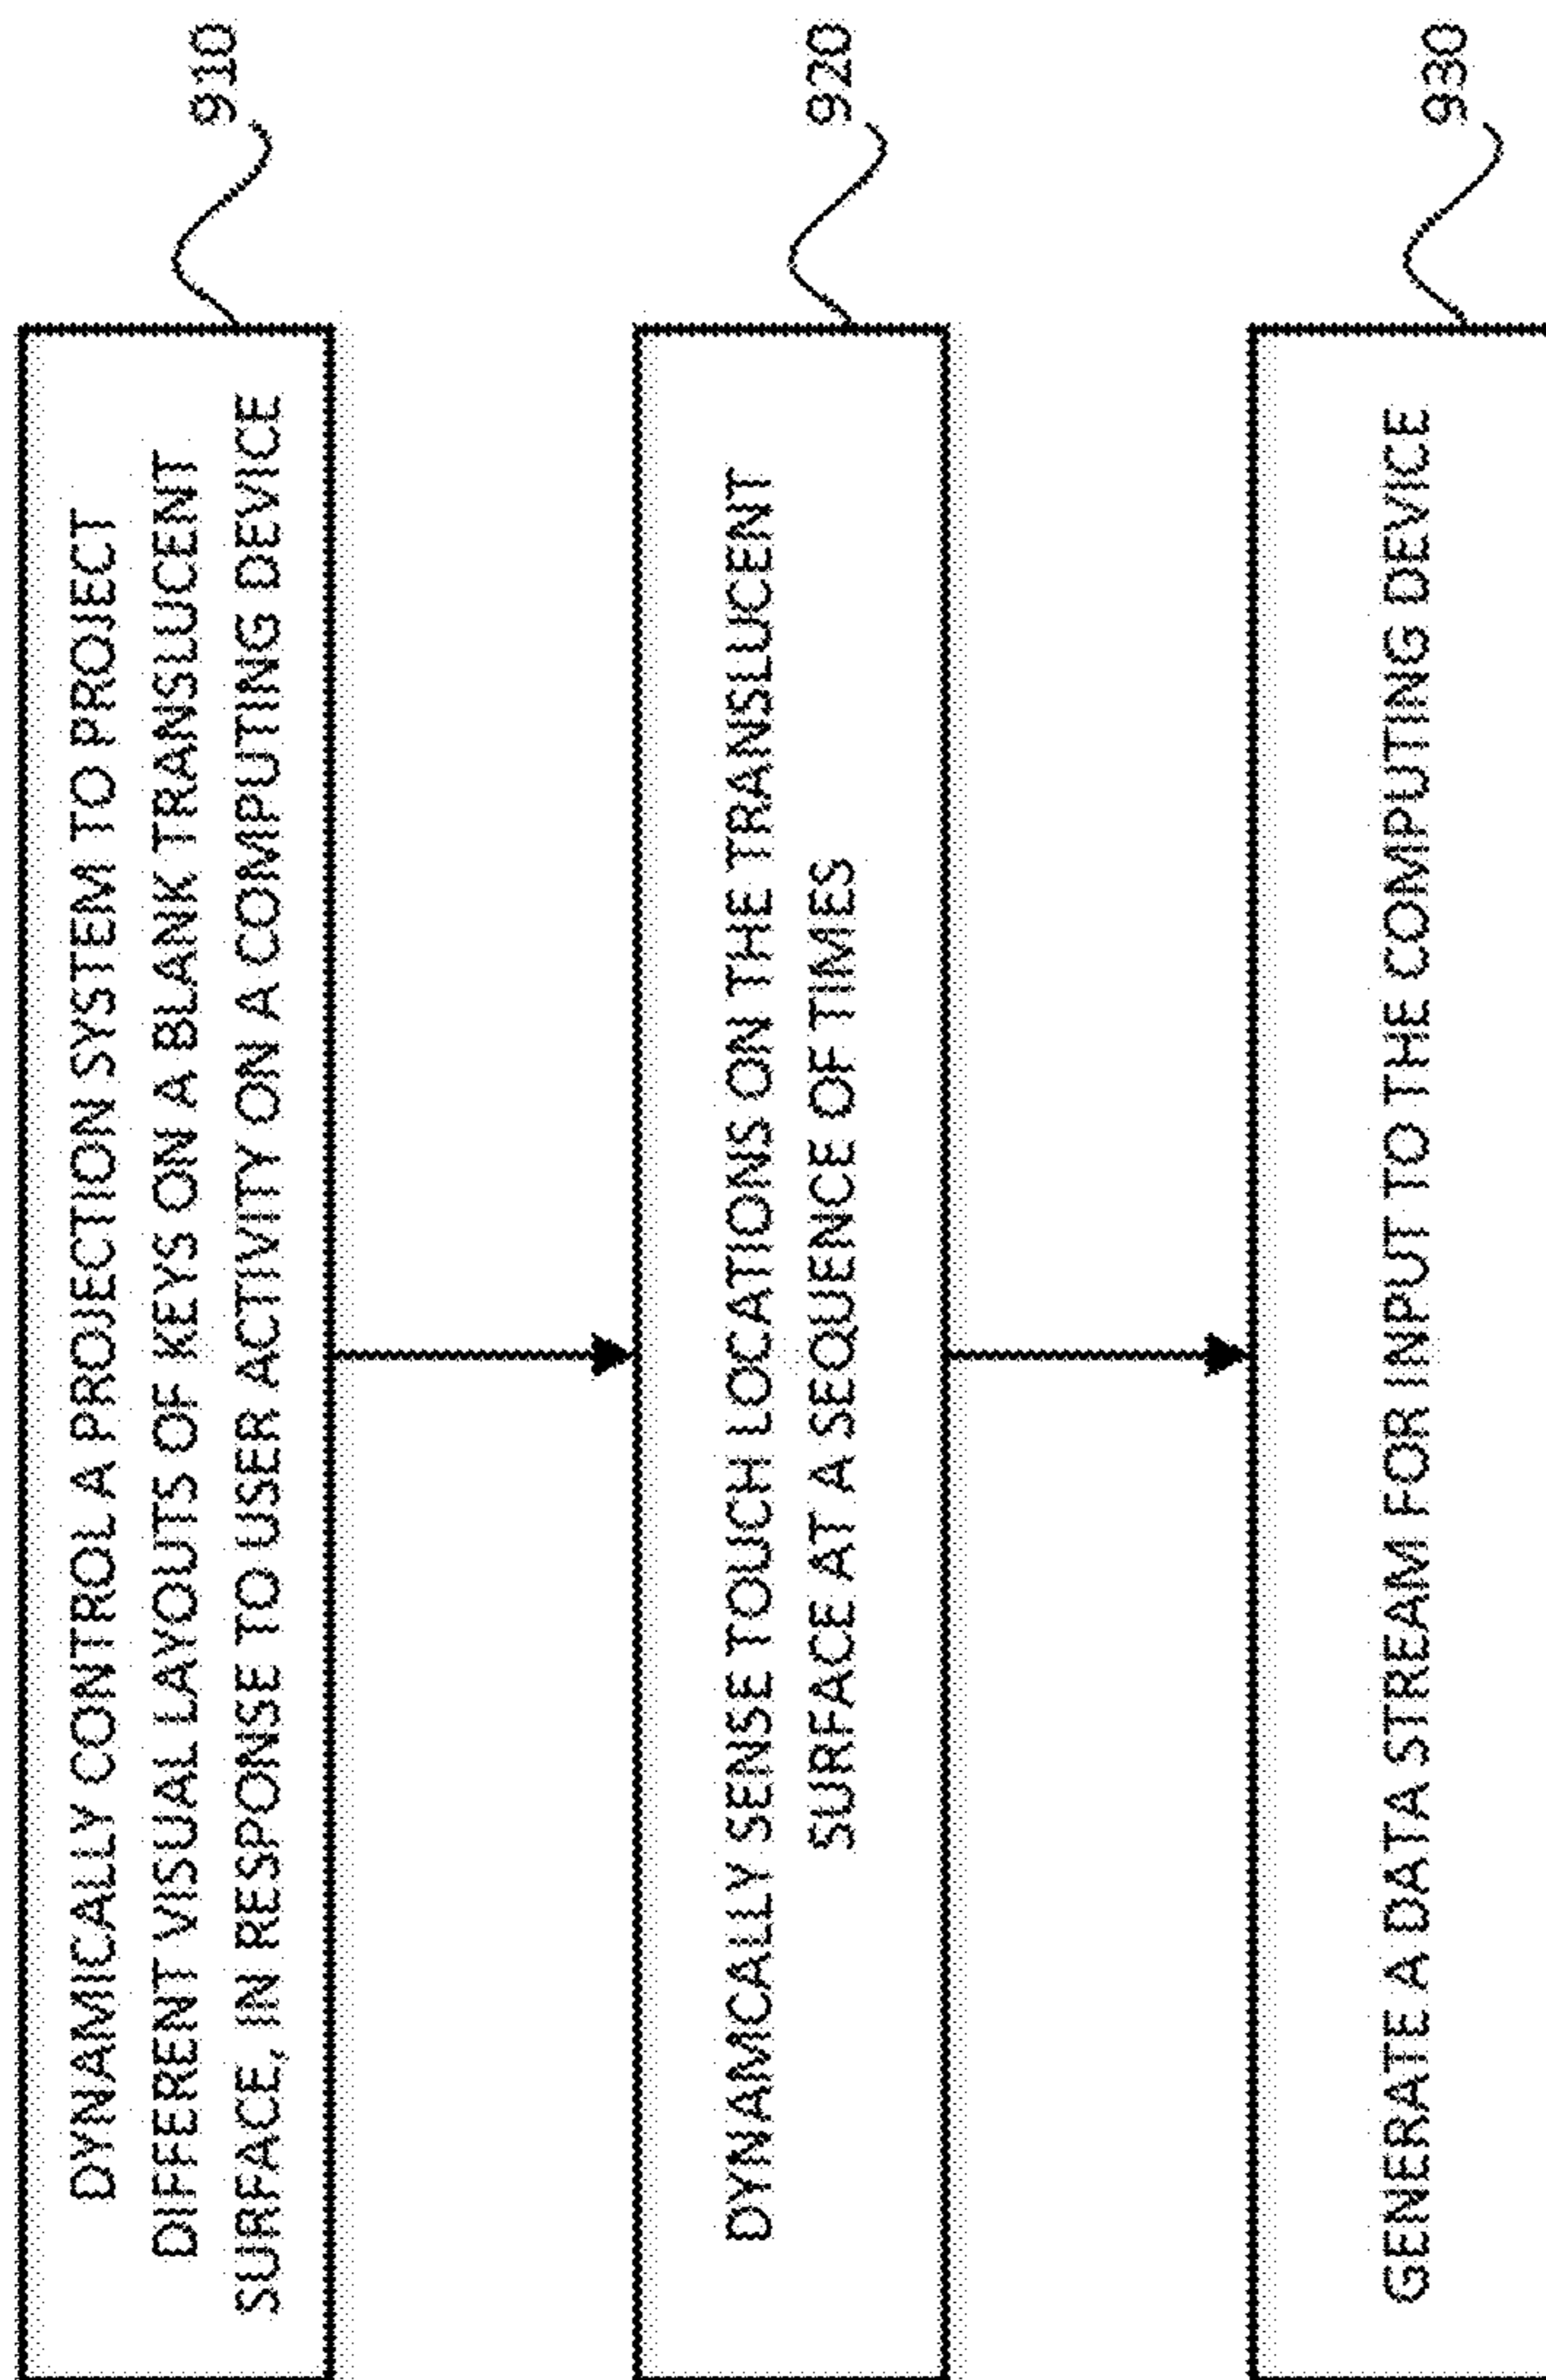 DYNAMICALLY CONTROL A PROJECTION SYSTEM TO PROJECT
DIFFERENT VISUAL LAYOUTS OF KEYS ON A BLANK TRANSLUCENT
SURFACE, IN RESPONSE TO USER ACTIVITY ON A COMPUTING DEVICE
910
DYNAMCALLY SENSE TOUCH LOCATIONS ON THE TRANSLUCENT
SURFACE AT A SEQUENCE OF TIMES
920
GENERATE A DATA STREAM FOR INPUT TO THE COMPUTING DEVICE
930